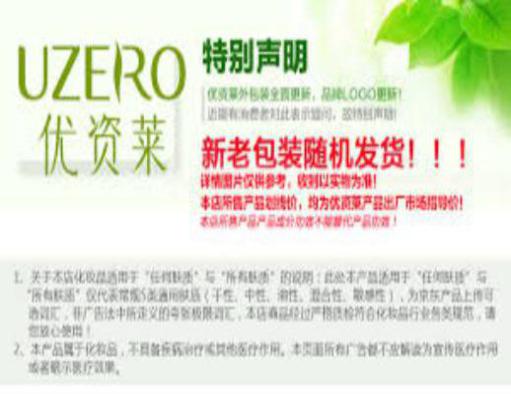 UZERO
优资莱
特别声明
优资莱外包装全面更新，品牌LOGO更新！
近期有消费者对此表示疑问，故特别声明！
新老包装随机发货！！！
详情图片仅供参考，收到以实物为准！
本店所售产品划线价，均为优资莱产品出厂市场指导价！
本店所售产品产品成分功效不能替代产品功效！
1、关于本店化妆品适用于“任何肤质”与“所有肤质”的说明：此处本产品适用于“任何肤质”与
“所有肤质”仅代表常规5类通用肤质（干性、中性、油性、混合性、敏感性），为京东产品上传可
选词汇，非广告法中所定义的夸张极限词汇，本店商品经过严格质检符合化妆品行业各类规范，请
您放心使用！
2、本产品属于化妆品，不具备疾病治疗或其他医疗作用。本页面所有广告都不应解读为宣传医疗作用
或者暗示医疗效果。